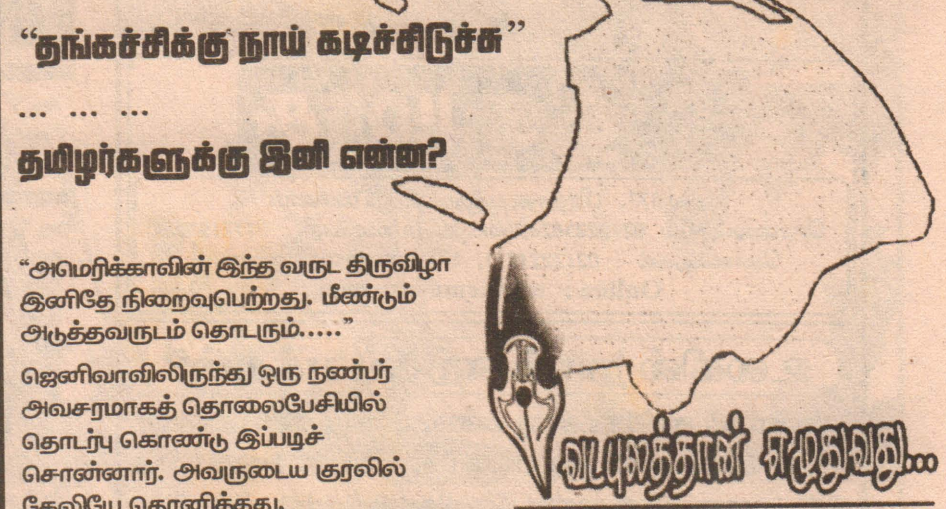 “தங்கச்சிக்கு நாய் கடிச்சிடுச்சு”
... ... ...
தமிழர்களுக்கு இனி என்ன?
“அமெரிக்காவின் இந்த வருட திருவிழா
இனிதே நிறைவுபெற்றது. மீண்டும்
அடுத்தவருடம் தொடரும்.....”
ஜெனிவாவிலிருந்து ஒரு நண்பர்
அவசரமாகத் தொலைபேசியில்
தொடர்பு கொண்டு இப்படிச்
சொன்னார். அவருடைய குரலில்
கேலியே தொனித்தது.
வடபுலத்தான் எழுதுவது...